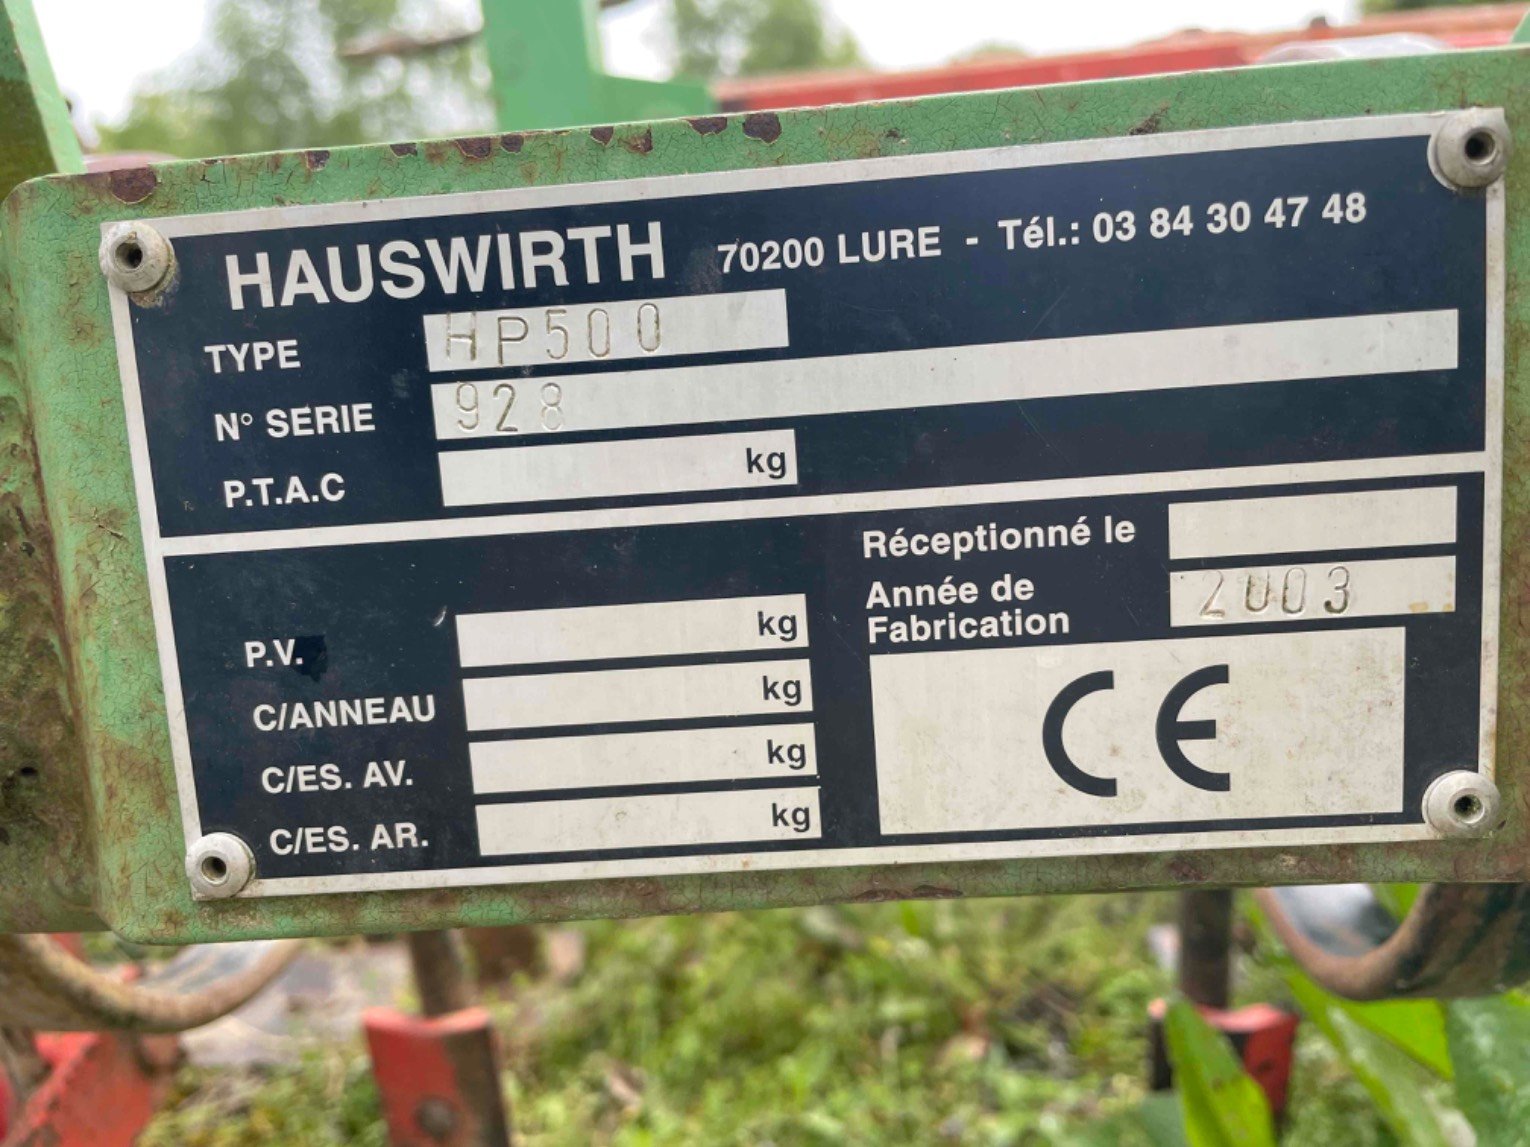 HAUSWIRTH 70200 LURE - Tél.: 03 84 30 47 48
TYPE HP500
N° SERIE 928
P.T.A.C kg
Réceptionné le
Année de
Fabrication 2003
P.V. kg
C/ANNEAU kg
C/ES. AV. kg
C/ES. AR. kg
CE